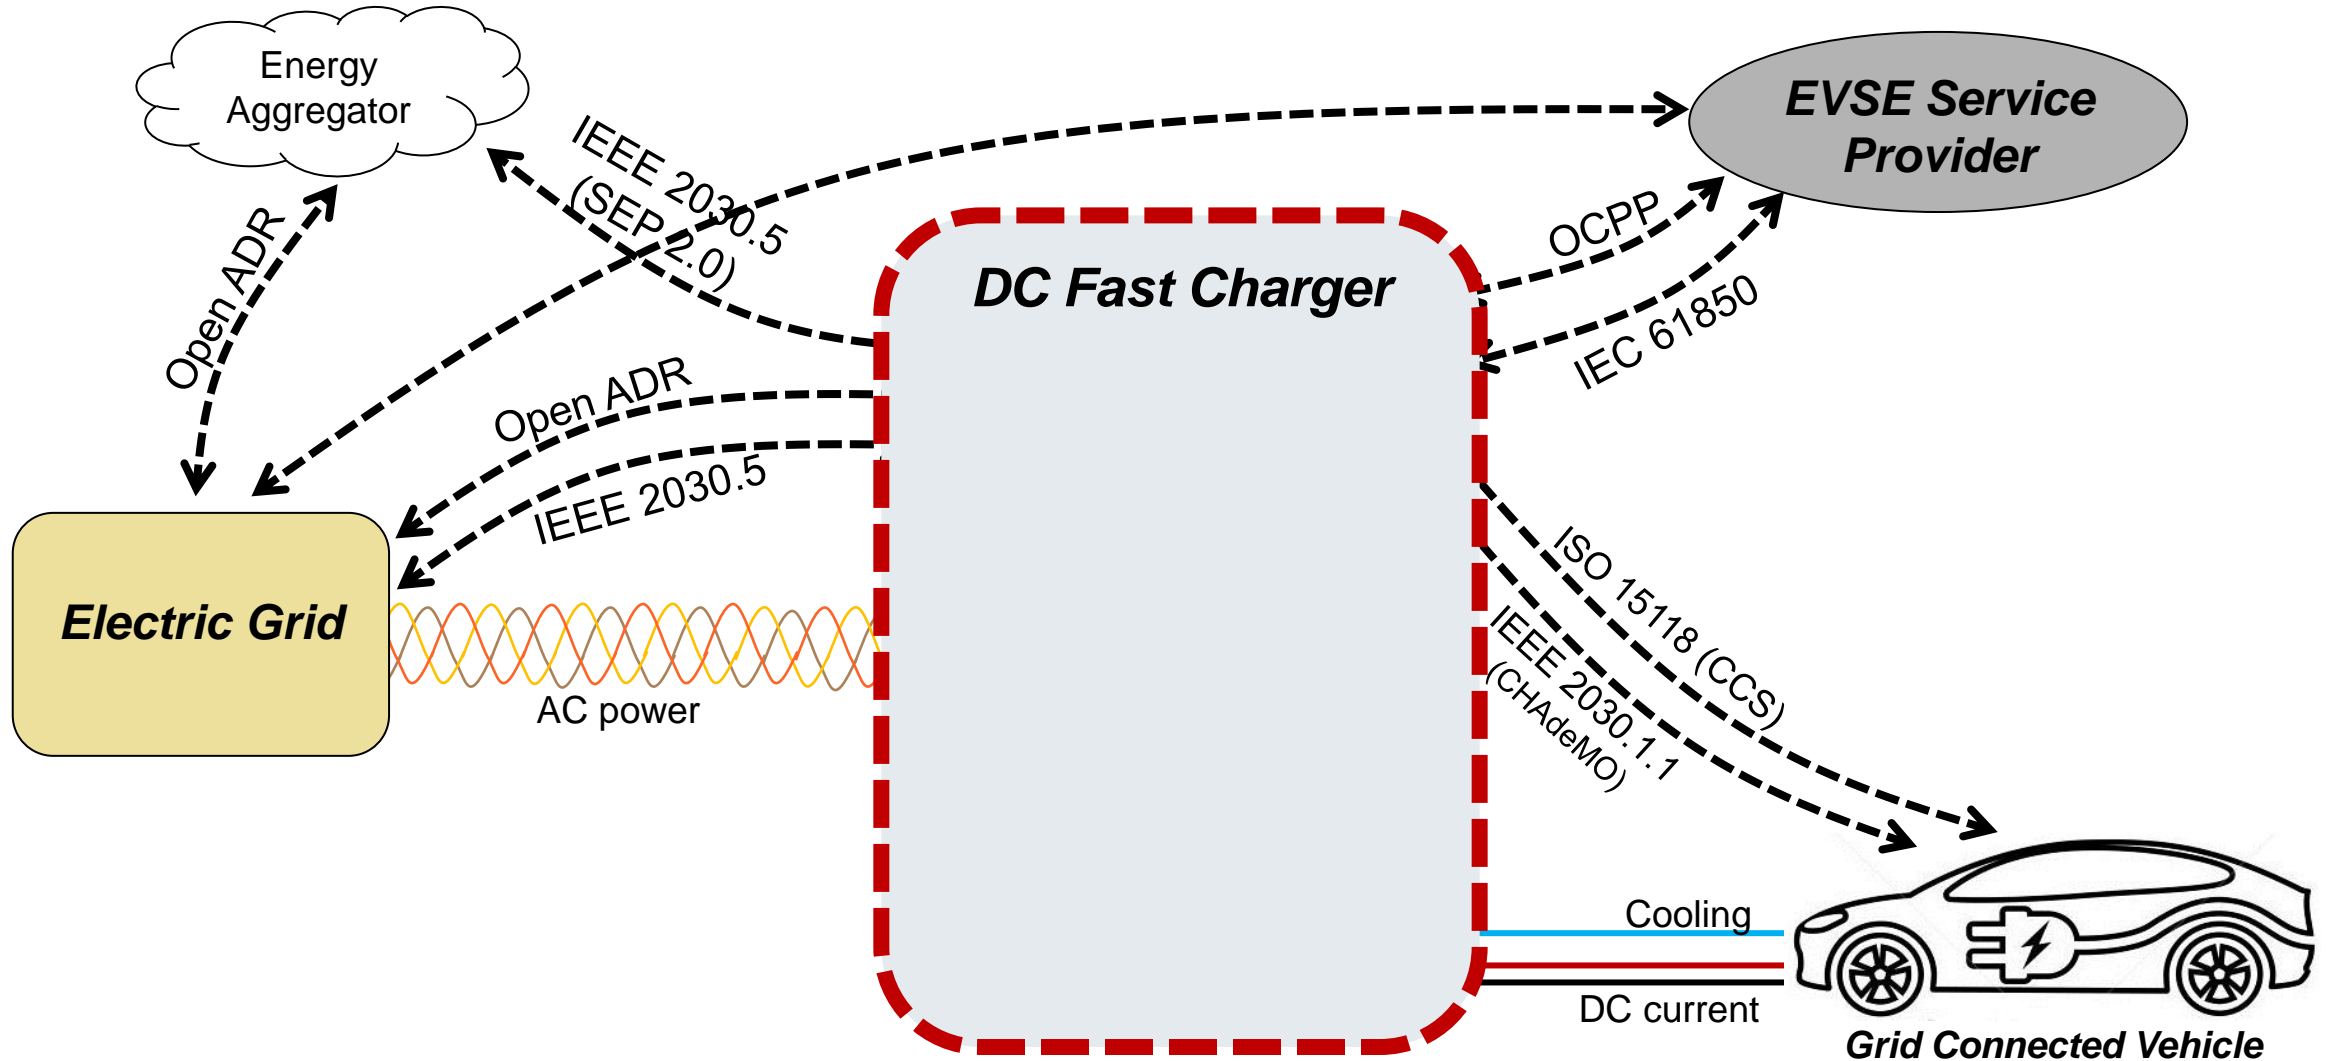 Energy
Aggregator
EVSE Service
Provider
IEEE 2030.5
(SEP 2.0)
Open ADR
OCPP
IEC 61850
DC Fast Charger
Open ADR
IEEE 2030.5
Electric Grid
AC power
ISO 15118 (CCS)
IEEE 2030.1.1
(CHAdeMO)
Cooling
DC current
Grid Connected Vehicle